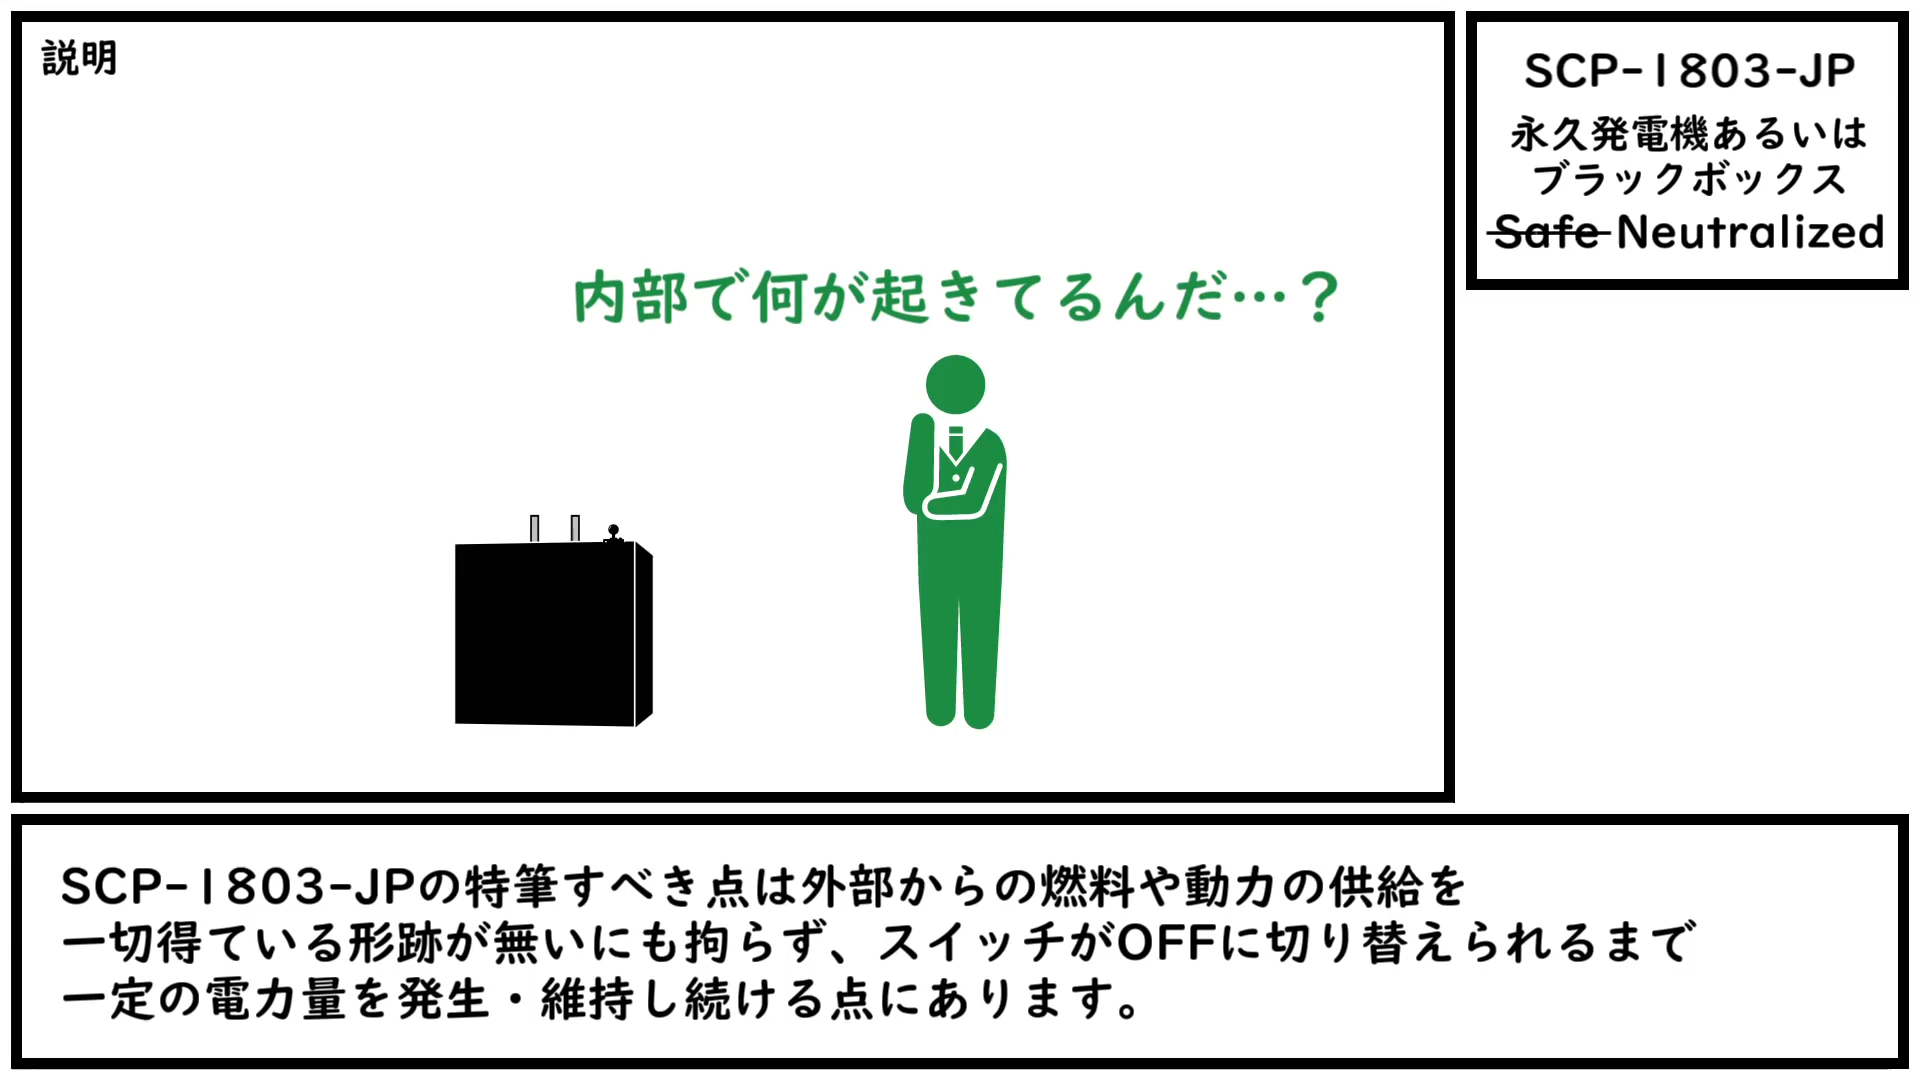 説明
SCP-1803-JP
永久発電機あるいは
ブラックボックス
Safe Neutralized
内部で何が起きてるんだ…？
SCP-1803-JPの特筆すべき点は外部からの燃料や動力の供給を
一切得ている形跡が無いにも拘らず、スイッチがOFFに切り替えられるまで
一定の電力量を発生・維持し続ける点にあります。